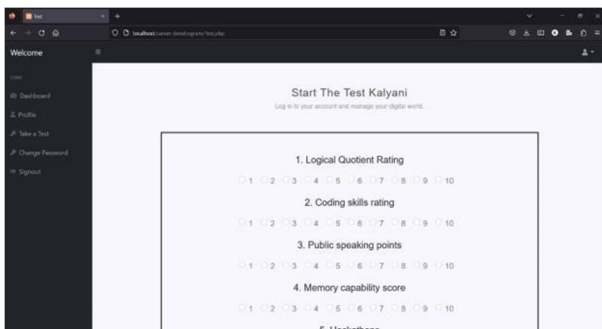 Test
localhost/career
Test.php
Welcome
Dashboard
Profile
Take a Test
Change Password
Signout
Start The Test Kalyani
Log in to your account and manage your digital world.
1. Logical Quotient Rating
1 2 3 4 5 6 7 8 9 10
2. Coding skills rating
1 2 3 4 5 6 7 8 9 10
3. Public speaking points
1 2 3 4 5 6 7 8 9 10
4. Memory capability score
1 2 3 4 5 6 7 8 9 10
5. Hackathons